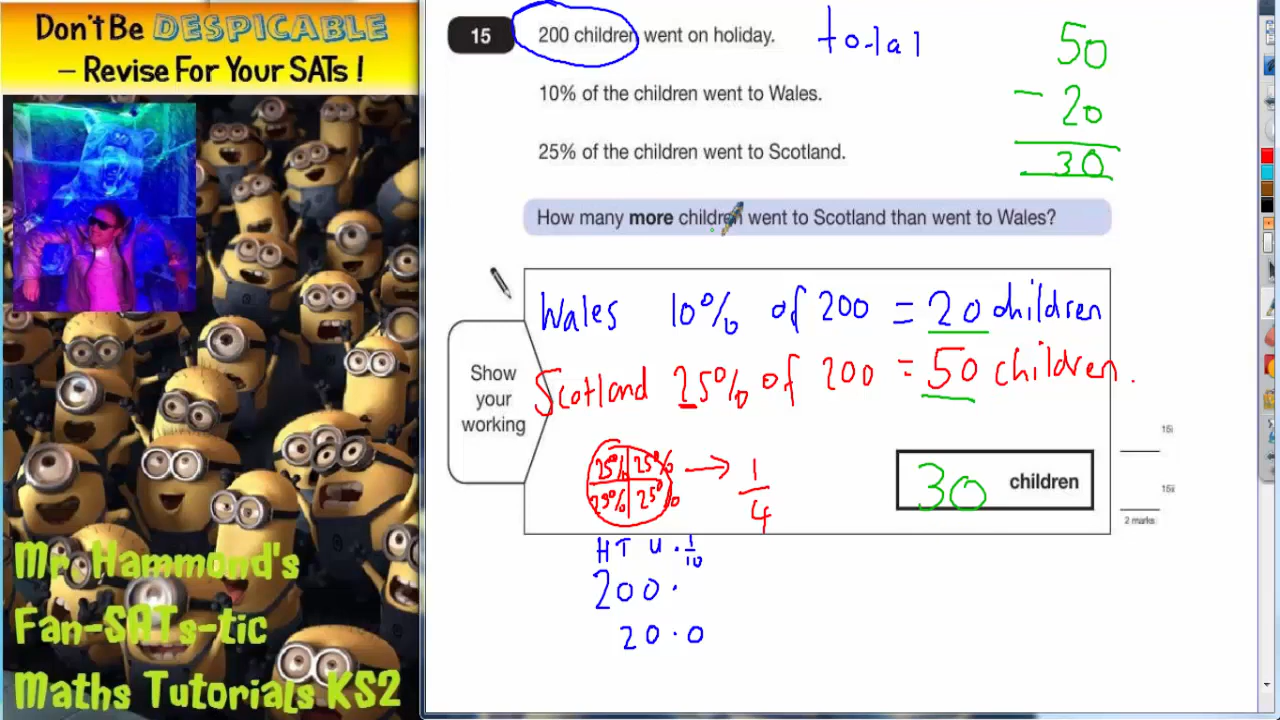 Don't Be DESPICABLE
– Revise For Your SATs !
Mr Hammond's
Fan-SATs-tic
Maths Tutorials KS2
15
200 children went on holiday.
total
10% of the children went to Wales.
25% of the children went to Scotland.
50
- 20
30
How many more children went to Scotland than went to Wales?
Show
your
working
Wales 10% of 200 = 20 children
Scotland 25% of 200 = 50 children.
25% 25% → 1/4
25% 25%
30 children
15i
15ii
2 marks
H T U . 1/10
200.
20.0